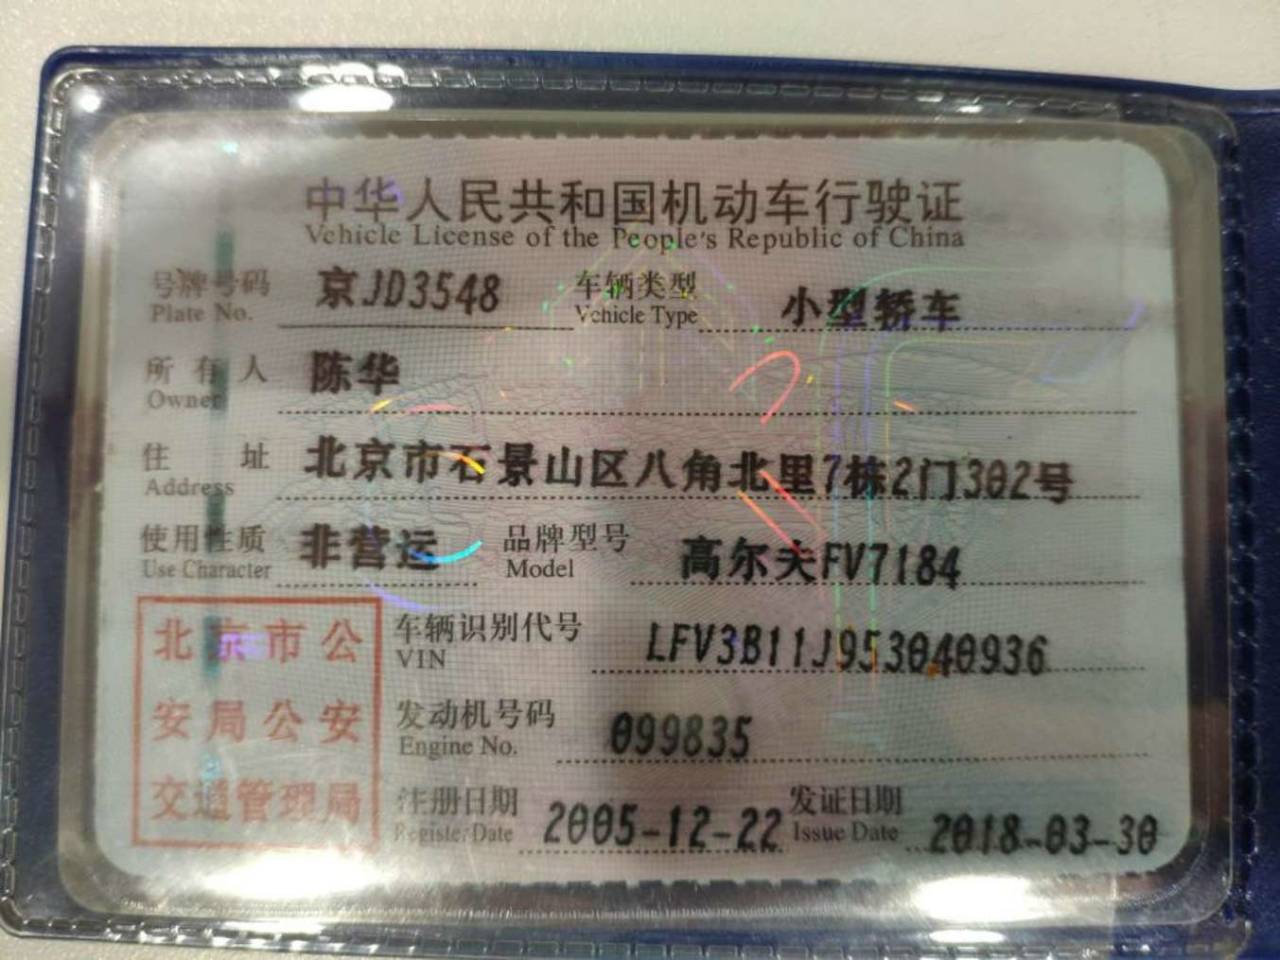 中华人民共和国机动车行驶证
Vehicle License of the People's Republic of China
号牌号码 京JD3548 车辆类型 小型轿车
Plate No. Vehicle Type
所有人 陈华
Owner
住址 北京市石景山区八角北里7栋2门302号
Address
使用性质 非营运 品牌型号 高尔夫FV7184
Use Character Model
北京市公
安局公安
交通管理局
车辆识别代号 LFV3B11J953040936
VIN
发动机号码 099835
Engine No.
注册日期 2005-12-22 发证日期 2018-03-30
Register Date Issue Date